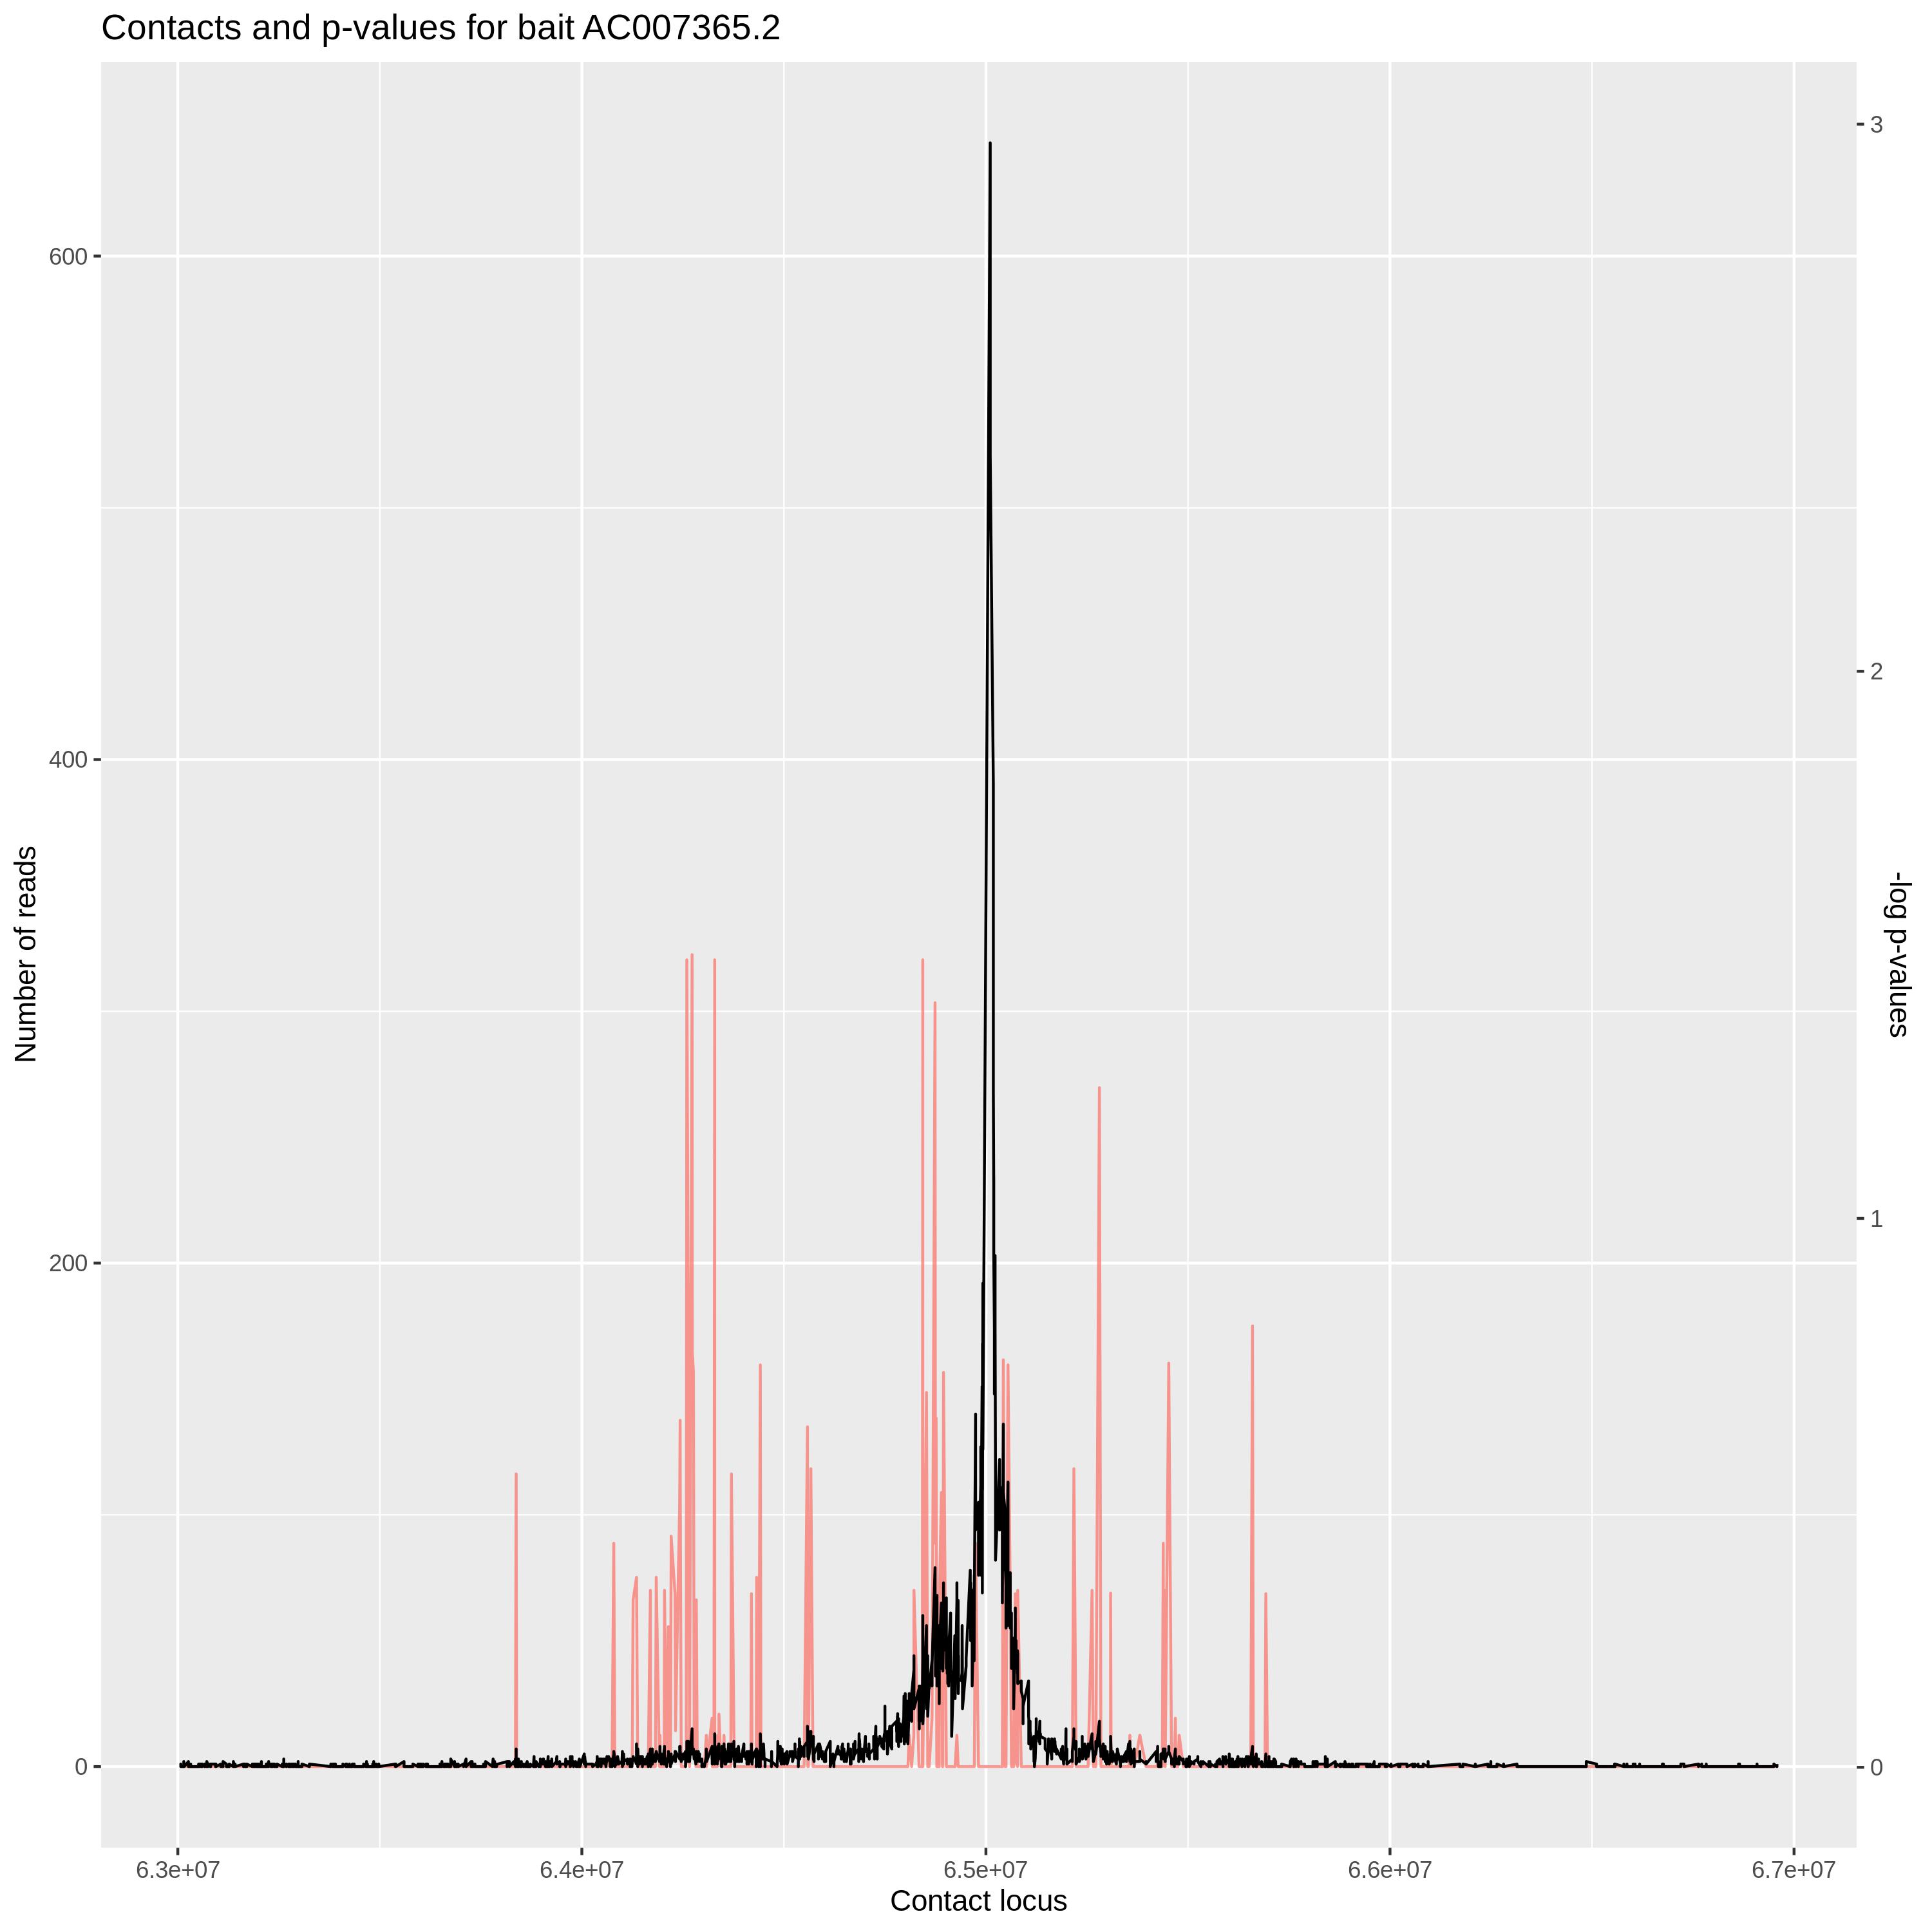 Contacts and p-values for bait AC007365.2
600
400
200
0
Number of reads
3
2
1
0
-log p-values
6.3e+07 6.4e+07 6.5e+07 6.6e+07 6.7e+07
Contact locus